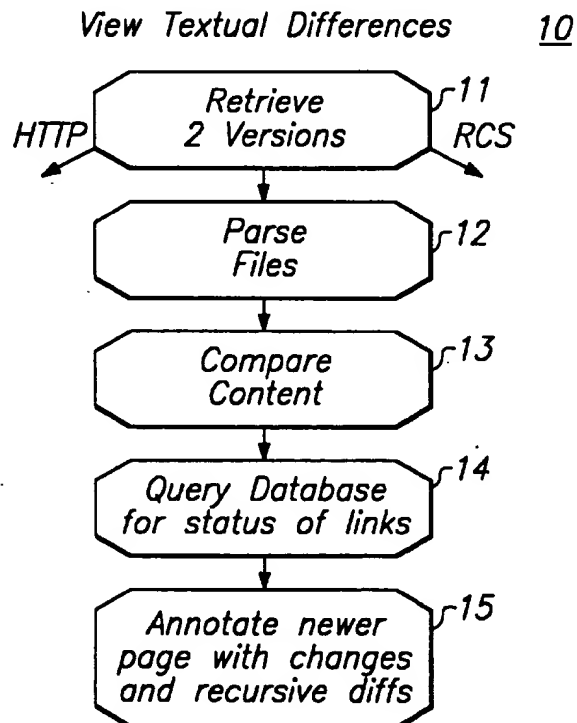 View Textual Differences 10
Retrieve
2 Versions
11
HTTP
RCS
Parse
Files
12
Compare
Content
13
Query Database
for status of links
14
Annotate newer
page with changes
and recursive diffs
15